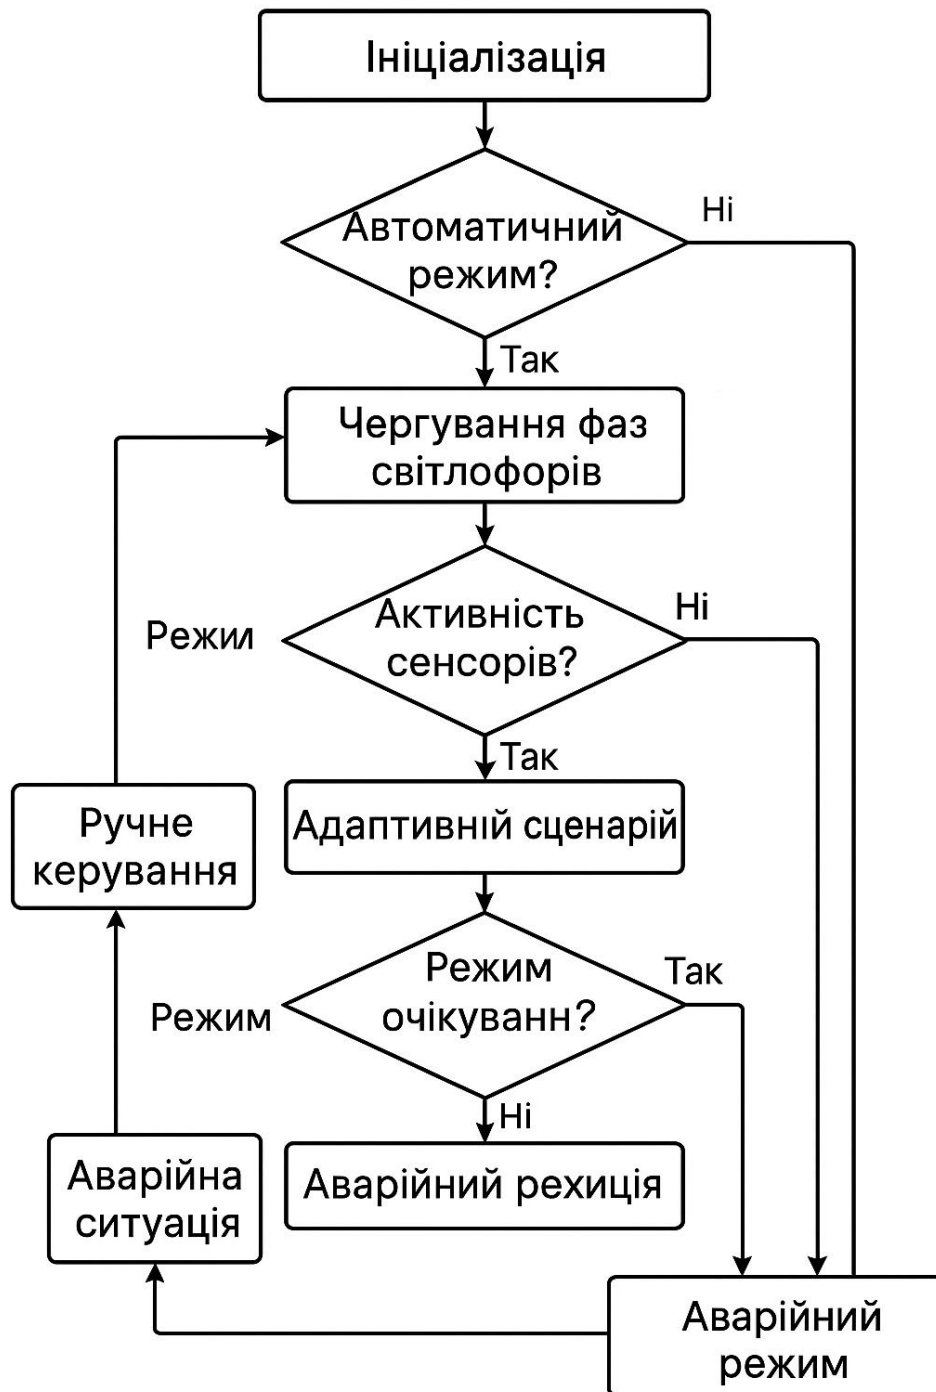 Ініціалізація
Ні
Автоматичний
режим?
Так
Чергування фаз
світлофорів
Ні
Активність
сенсорів?
Режил
Так
Ручне
керування
Адаптивній сценарій
Режим
очікуванн?
Так
Режим
Ні
Аварійна
ситуація
Аварійний рехиція
Аварійний
режим